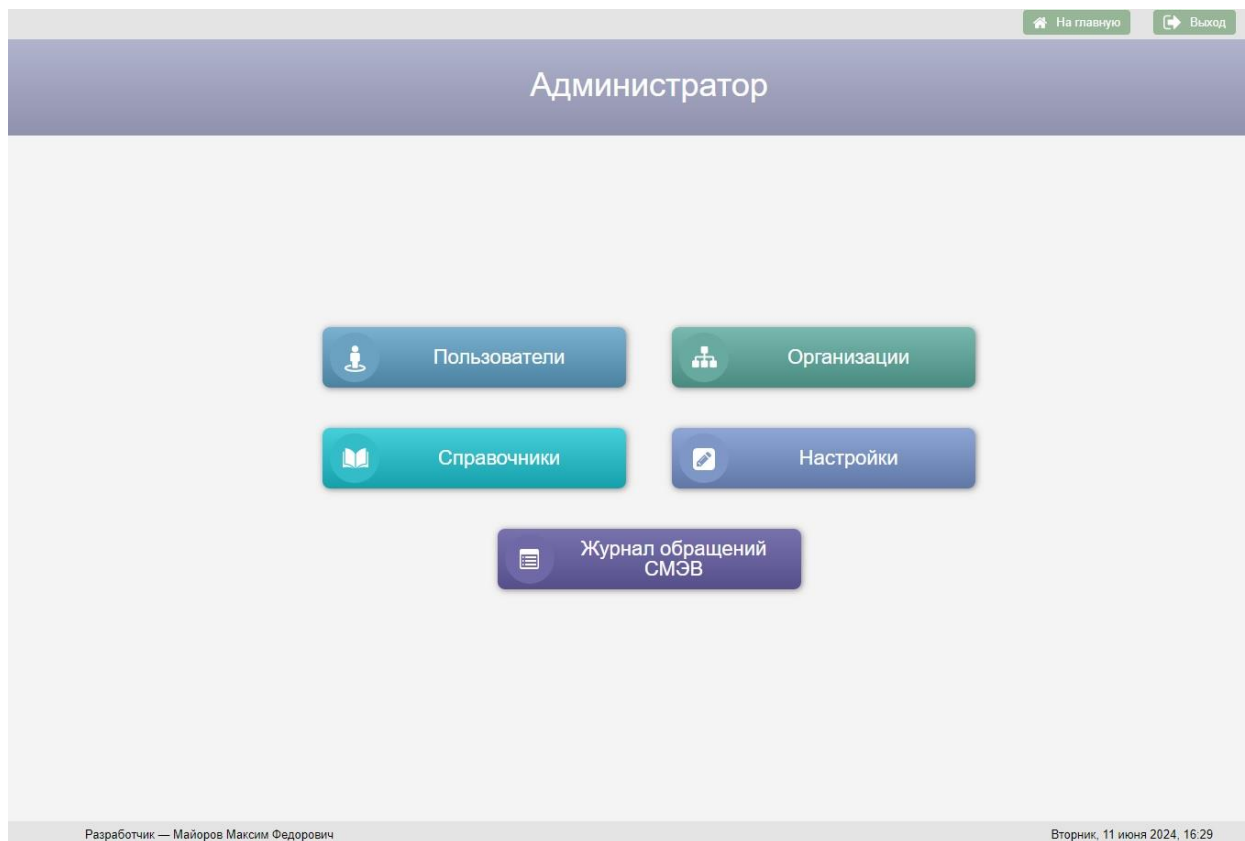 На главную
Выход
Администратор
Пользователи
Организации
Справочники
Настройки
Журнал обращений
СМЭВ
Разработчик — Майоров Максим Федорович
Вторник, 11 июня 2024, 16:29